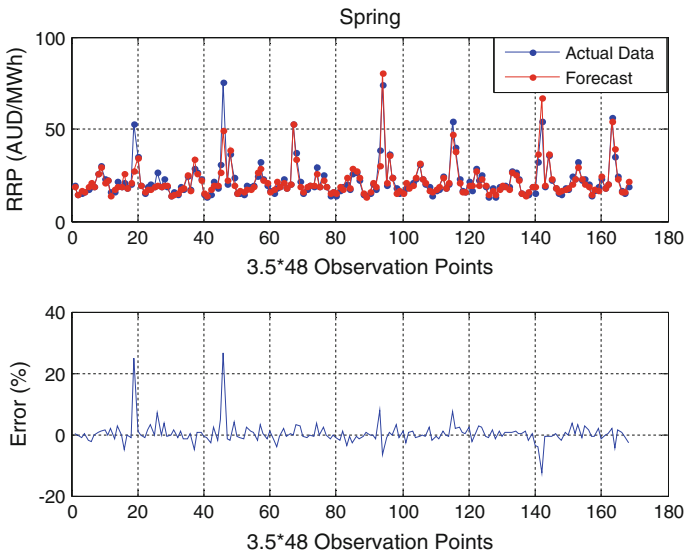 Spring
100
50
0
RRP (AUD/MWh)
Actual Data
Forecast
0 20 40 60 80 100 120 140 160 180
3.5*48 Observation Points
40
20
0
-20
Error (%)
0 20 40 60 80 100 120 140 160 180
3.5*48 Observation Points